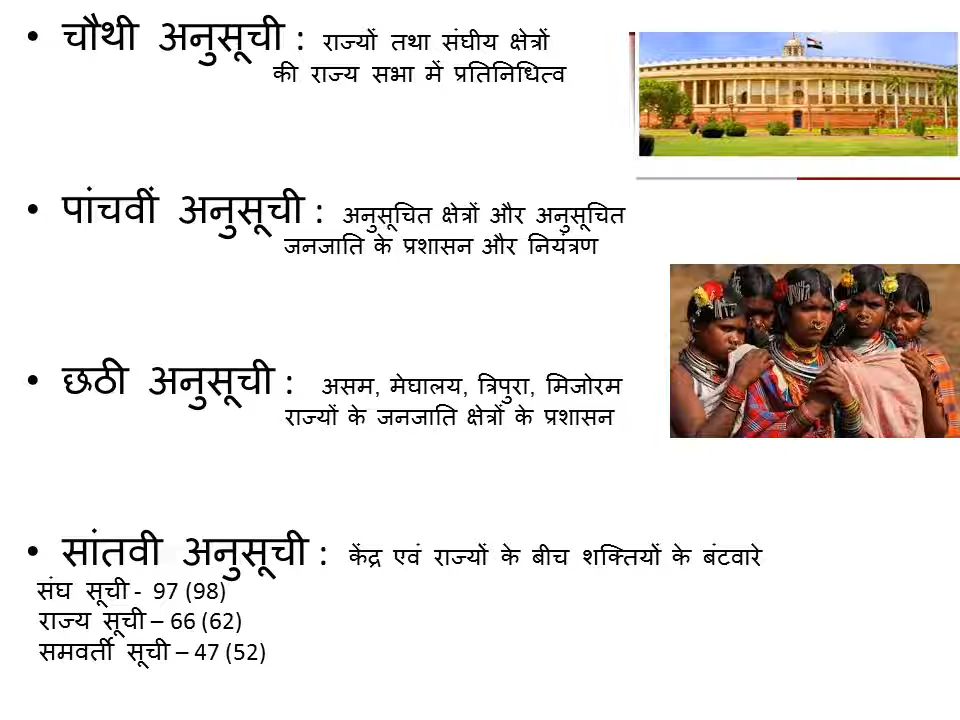 • चौथी अनुसूची : राज्यों तथा संघीय क्षेत्रों
की राज्य सभा में प्रतिनिधित्व
• पांचवीं अनुसूची : अनुसूचित क्षेत्रों और अनुसूचित
जनजाति के प्रशासन और नियंत्रण
• छठी अनुसूची : असम, मेघालय, त्रिपुरा, मिजोरम
राज्यों के जनजाति क्षेत्रों के प्रशासन
• सांतवी अनुसूची : केंद्र एवं राज्यों के बीच शक्तियों के बंटवारे
संघ सूची - 97 (98)
राज्य सूची – 66 (62)
समवर्ती सूची – 47 (52)